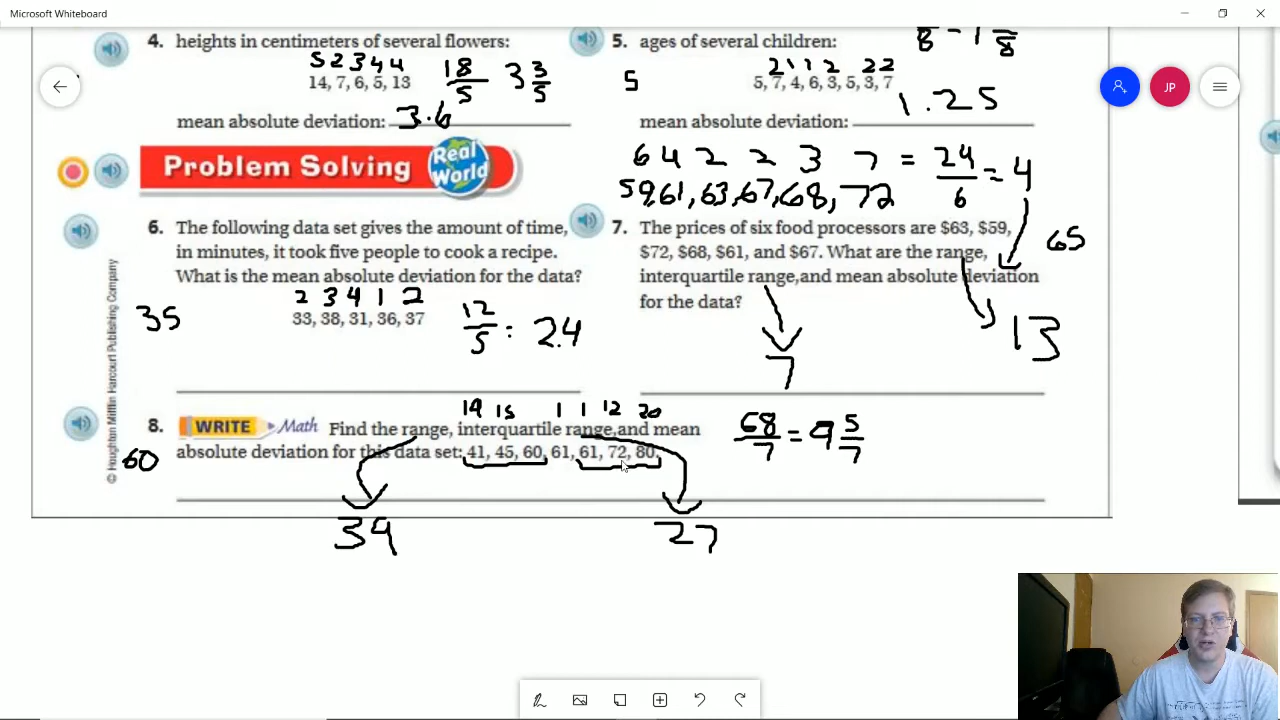 Microsoft Whiteboard
4. heights in centimeters of several flowers:
5 2 3 4 4
14, 7, 6, 5, 13
18/5 3 3/5
mean absolute deviation: 3.6
5. ages of several children:
5
2 1 1 2 2 2
5, 7, 4, 6, 3, 5, 3, 7
1.25
mean absolute deviation:
JP
Problem Solving Real World
6 4 2 2 3 7 = 24/6 = 4
59, 61, 63, 67, 68, 72
6. The following data set gives the amount of time,
in minutes, it took five people to cook a recipe.
What is the mean absolute deviation for the data?
2 3 4 1 2
33, 38, 31, 36, 37
35
12/5 = 2.4
7. The prices of six food processors are $63, $59,
$72, $68, $61, and $67. What are the range,
interquartile range, and mean absolute deviation
for the data?
65
13
7
8. WRITE Math Find the range, interquartile range, and mean
absolute deviation for this data set: 41, 45, 60, 61, 61, 72, 80.
19 15 1 1 12 20
60
68/7 = 9 5/7
39
27
© Houghton Mifflin Harcourt Publishing Company